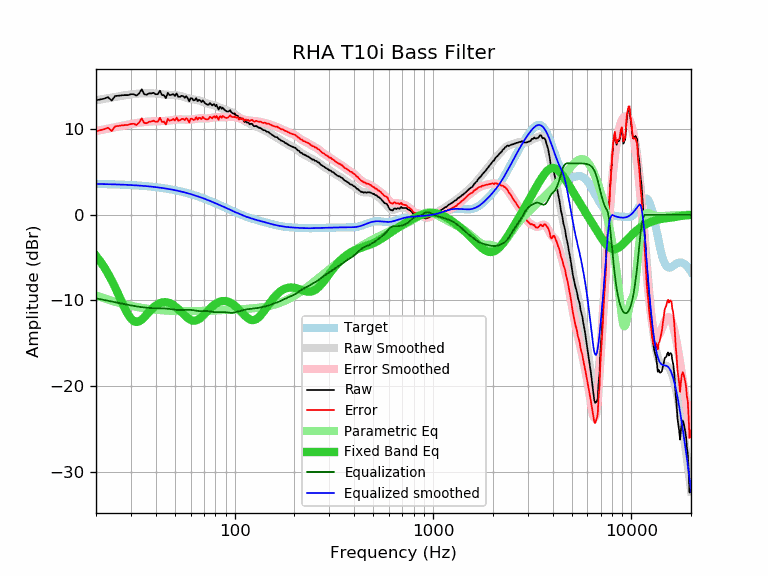 RHA T10i Bass Filter
Amplitude (dBr)
10
0
−10
−20
−30
Target
Raw Smoothed
Error Smoothed
Raw
Error
Parametric Eq
Fixed Band Eq
Equalization
Equalized smoothed
100
1000
10000
Frequency (Hz)